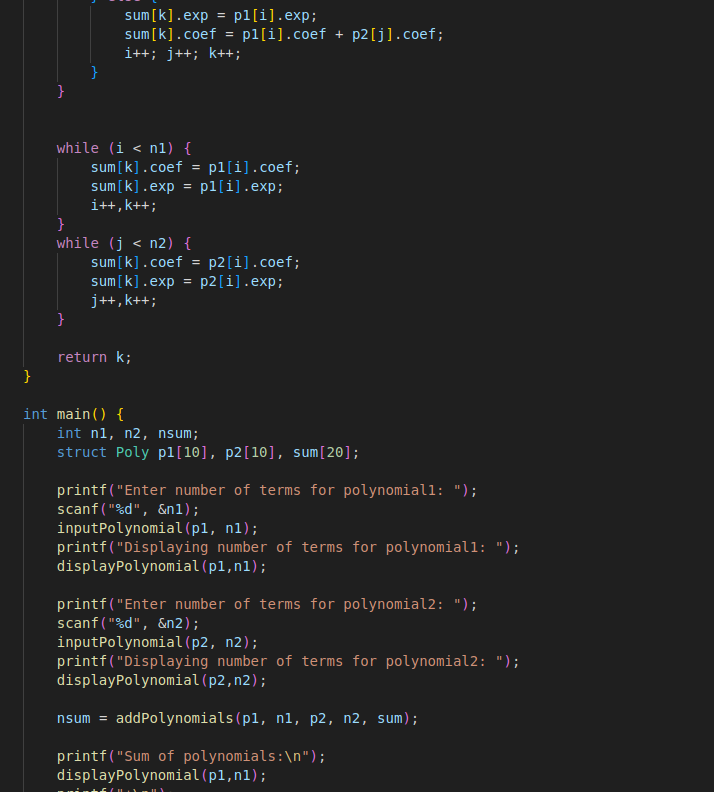 } else {
sum[k].exp = p1[i].exp;
sum[k].coef = p1[i].coef + p2[j].coef;
i++; j++; k++;
}
}
while (i < n1) {
sum[k].coef = p1[i].coef;
sum[k].exp = p1[i].exp;
i++,k++;
}
while (j < n2) {
sum[k].coef = p2[i].coef;
sum[k].exp = p2[i].exp;
j++,k++;
}
return k;
}
int main() {
int n1, n2, nsum;
struct Poly p1[10], p2[10], sum[20];
printf("Enter number of terms for polynomial1: ");
scanf("%d", &n1);
inputPolynomial(p1, n1);
printf("Displaying number of terms for polynomial1: ");
displayPolynomial(p1,n1);
printf("Enter number of terms for polynomial2: ");
scanf("%d", &n2);
inputPolynomial(p2, n2);
printf("Displaying number of terms for polynomial2: ");
displayPolynomial(p2,n2);
nsum = addPolynomials(p1, n1, p2, n2, sum);
printf("Sum of polynomials:\n");
displayPolynomial(p1,n1);